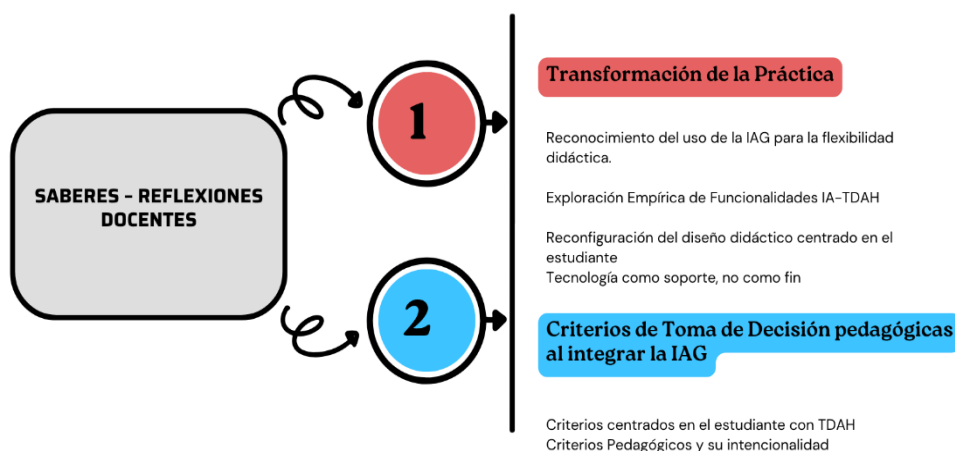 SABERES – REFLEXIONES
DOCENTES
1
Transformación de la Práctica
Reconocimiento del uso de la IAG para la flexibilidad
didáctica.
Exploración Empírica de Funcionalidades IA-TDAH
Reconfiguración del diseño didáctico centrado en el
estudiante
Tecnología como soporte, no como fin
2
Criterios de Toma de Decisión pedagógicas
al integrar la IAG
Criterios centrados en el estudiante con TDAH
Criterios Pedagógicos y su intencionalidad